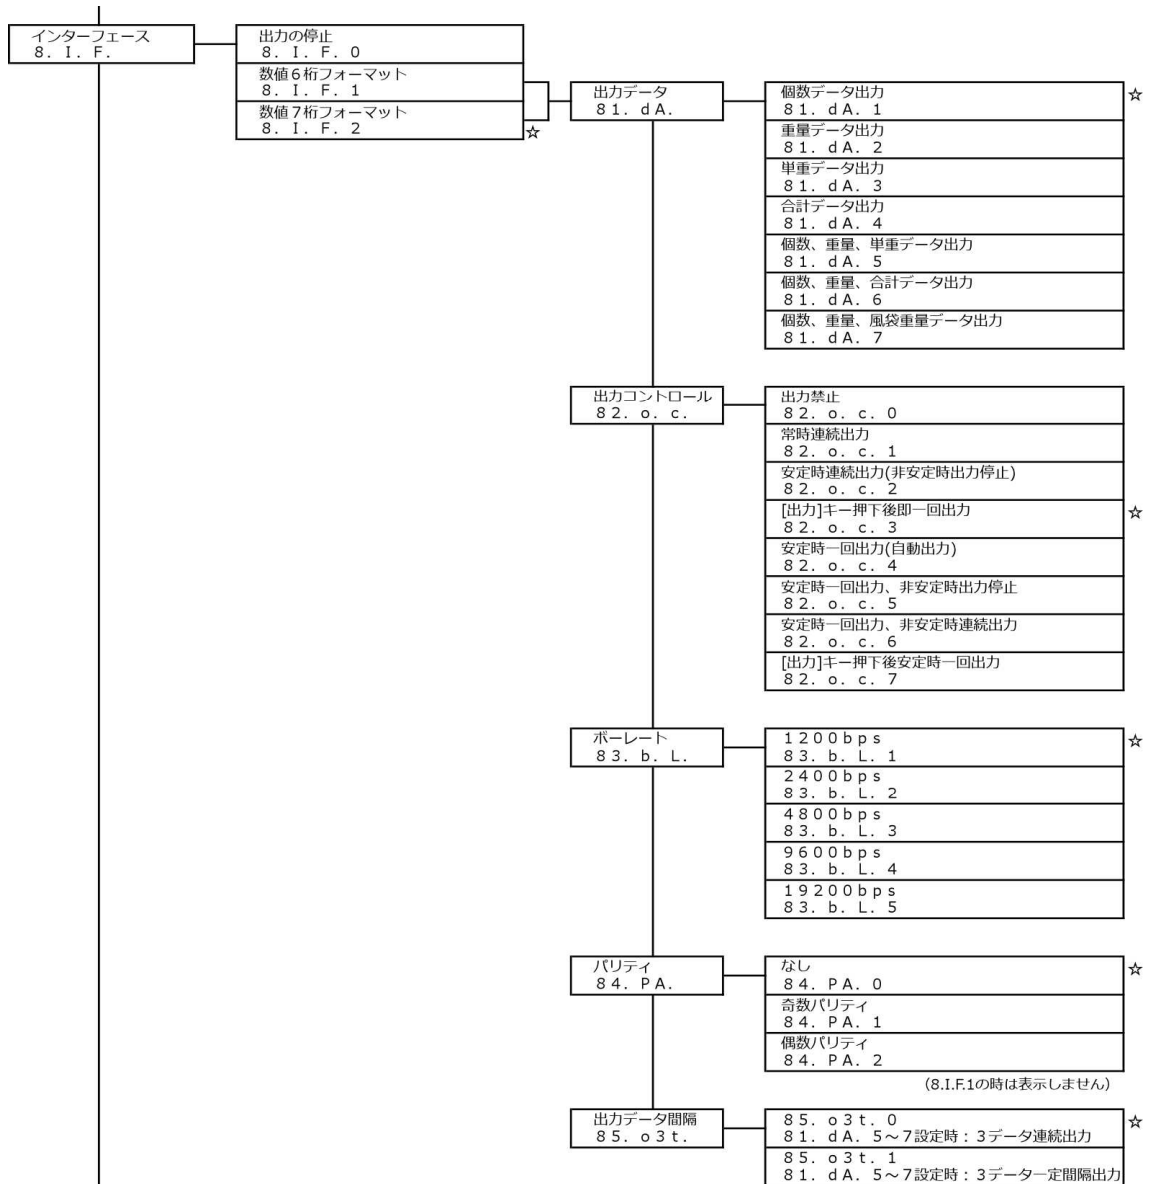 インターフェース
8. I. F.
出力の停止
8. I. F. 0
数値6桁フォーマット
8. I. F. 1
数値7桁フォーマット
8. I. F. 2
☆
出力データ
81. dA.
個数データ出力
81. dA. 1
☆
重量データ出力
81. dA. 2
単重データ出力
81. dA. 3
合計データ出力
81. dA. 4
個数、重量、単重データ出力
81. dA. 5
個数、重量、合計データ出力
81. dA. 6
個数、重量、風袋重量データ出力
81. dA. 7
出力コントロール
82. o. c.
出力禁止
82. o. c. 0
常時連続出力
82. o. c. 1
安定時連続出力(非安定時出力停止)
82. o. c. 2
[出力]キー押下後即一回出力
82. o. c. 3
☆
安定時一回出力(自動出力)
82. o. c. 4
安定時一回出力、非安定時出力停止
82. o. c. 5
安定時一回出力、非安定時連続出力
82. o. c. 6
[出力]キー押下後安定時一回出力
82. o. c. 7
ボーレート
83. b. L.
1200bps
83. b. L. 1
☆
2400bps
83. b. L. 2
4800bps
83. b. L. 3
9600bps
83. b. L. 4
19200bps
83. b. L. 5
パリティ
84. PA.
なし
84. PA. 0
☆
奇数パリティ
84. PA. 1
偶数パリティ
84. PA. 2
(8.I.F.1の時は表示しません)
出力データ間隔
85. o3t.
85. o3t. 0
81. dA. 5～7設定時：3データ連続出力
☆
85. o3t. 1
81. dA. 5～7設定時：3データ一定間隔出力